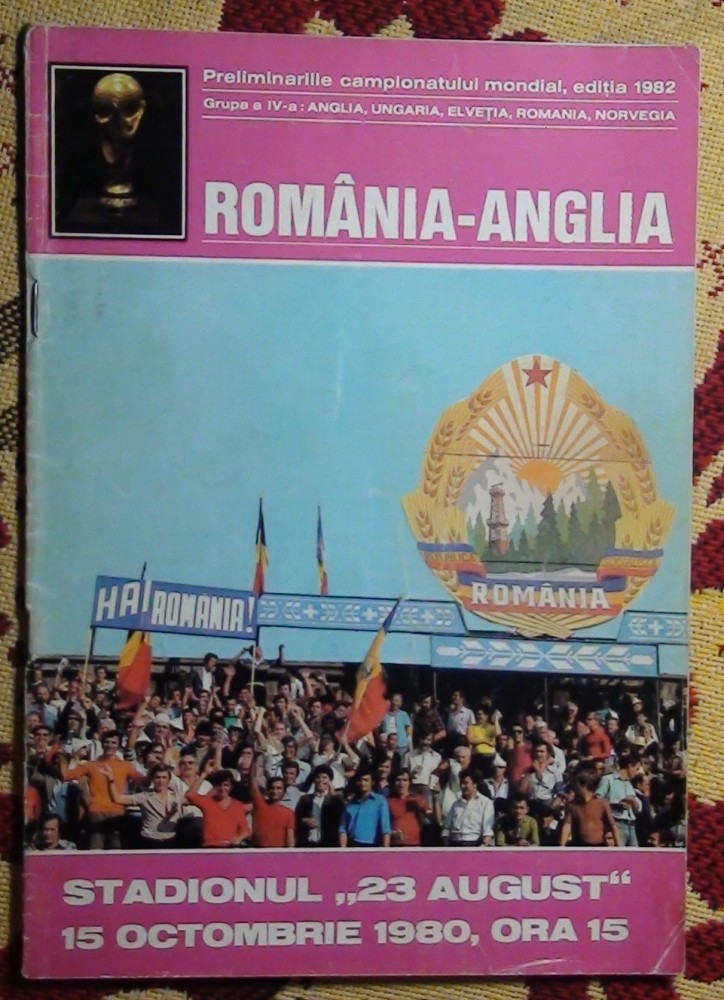 Preliminariile campionatului mondial, ediția 1982
Grupa a IV-a: ANGLIA, UNGARIA, ELVEȚIA, ROMANIA, NORVEGIA
ROMÂNIA-ANGLIA
ROMÂNIA
HAI ROMÂNIA!
STADIONUL „23 AUGUST“
15 OCTOMBRIE 1980, ORA 15